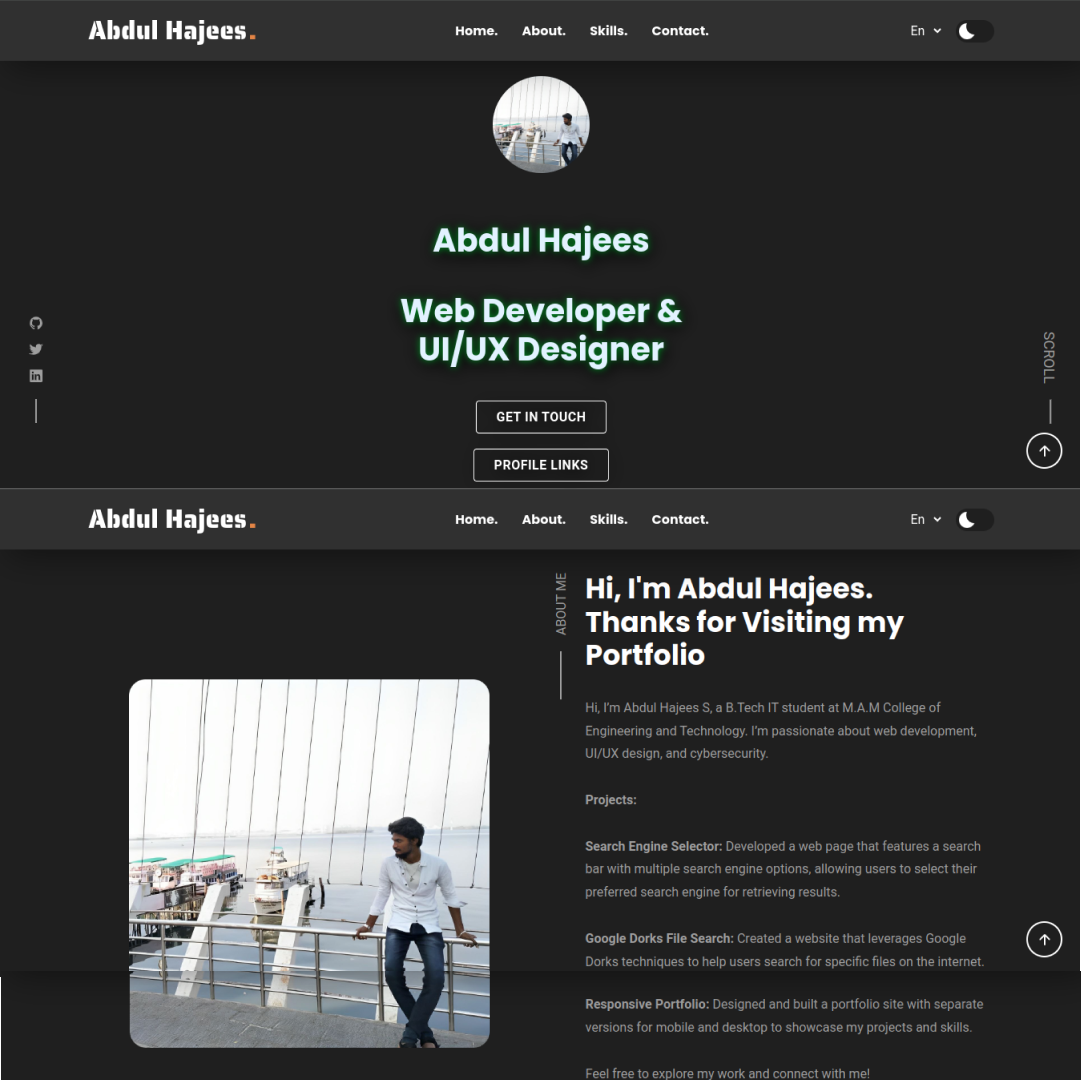 Abdul Hajees.
Home. About. Skills. Contact.
En
Abdul Hajees
Web Developer &
UI/UX Designer
GET IN TOUCH
PROFILE LINKS
SCROLL
Abdul Hajees.
Home. About. Skills. Contact.
En
ABOUT ME
Hi, I'm Abdul Hajees.
Thanks for Visiting my
Portfolio
Hi, I’m Abdul Hajees S, a B.Tech IT student at M.A.M College of
Engineering and Technology. I’m passionate about web development,
UI/UX design, and cybersecurity.
Projects:
Search Engine Selector: Developed a web page that features a search
bar with multiple search engine options, allowing users to select their
preferred search engine for retrieving results.
Google Dorks File Search: Created a website that leverages Google
Dorks techniques to help users search for specific files on the internet.
Responsive Portfolio: Designed and built a portfolio site with separate
versions for mobile and desktop to showcase my projects and skills.
Feel free to explore my work and connect with me!